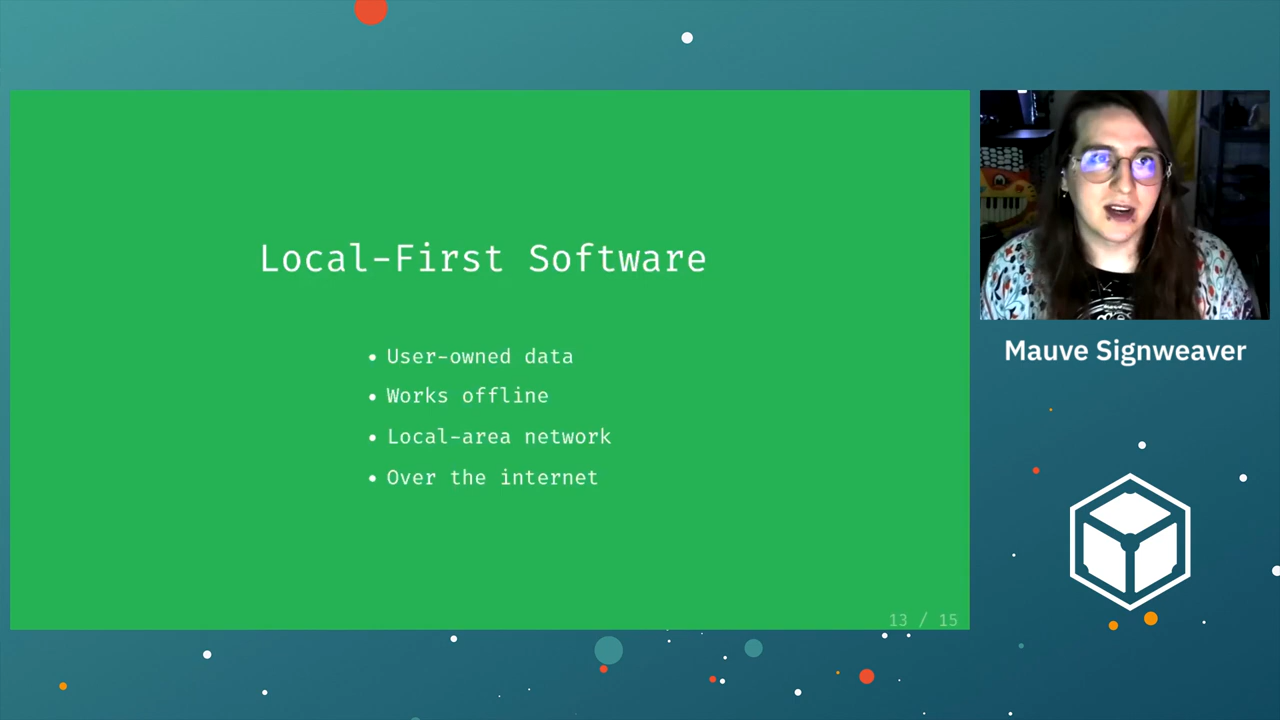 Local-First Software
• User-owned data
• Works offline
• Local-area network
• Over the internet
13 / 15
Mauve Signweaver